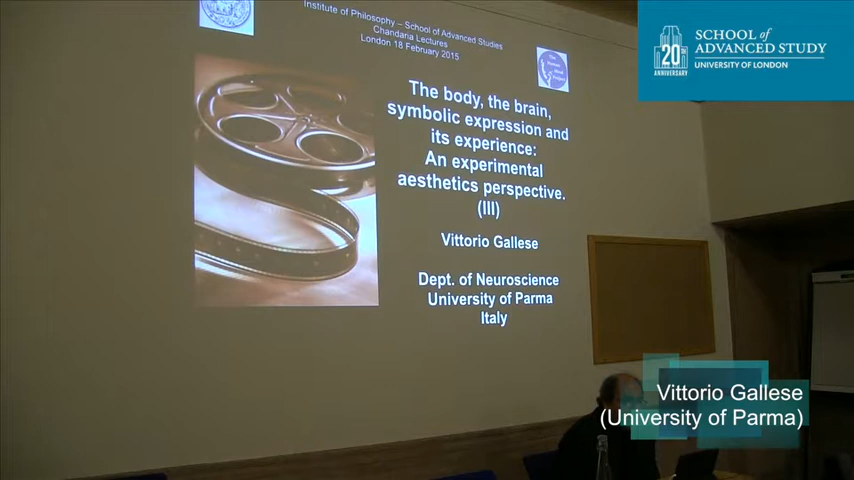 Institute of Philosophy – School of Advanced Studies
Chandaria Lectures
London 18 February 2015
The body, the brain,
symbolic expression and
its experience:
An experimental
aesthetics perspective.
(III)
Vittorio Gallese
Dept. of Neuroscience
University of Parma
Italy
20th
ANNIVERSARY
SCHOOL of
ADVANCED STUDY
UNIVERSITY OF LONDON
Vittorio Gallese
(University of Parma)